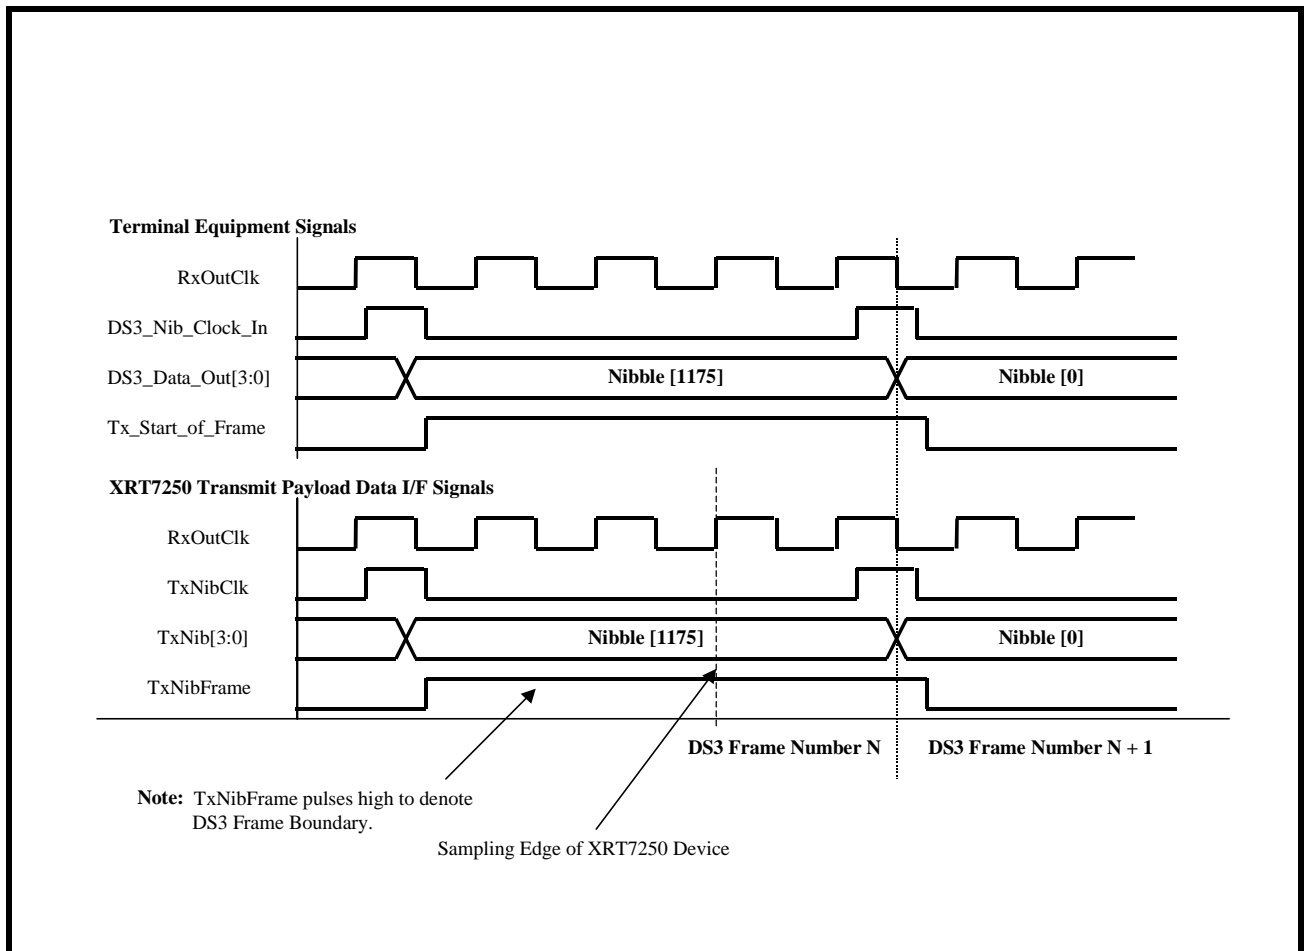 Terminal Equipment Signals
RxOutClk
DS3_Nib_Clock_In
DS3_Data_Out[3:0]
Nibble [1175]
Nibble [0]
Tx_Start_of_Frame
XRT7250 Transmit Payload Data I/F Signals
RxOutClk
TxNibClk
TxNib[3:0]
Nibble [1175]
Nibble [0]
TxNibFrame
DS3 Frame Number N
DS3 Frame Number N + 1
Note: TxNibFrame pulses high to denote
DS3 Frame Boundary.
Sampling Edge of XRT7250 Device